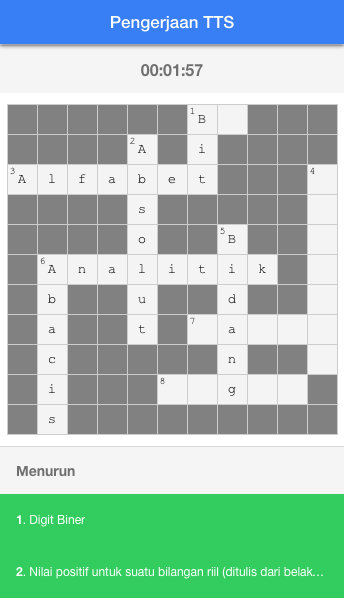 Pengerjaan TTS
00:01:57
1 B
2 A i
3 A l f a b e t 4
s
o 5 B
6 A n a l i t i k
b u d
a t 7 a
c n
i 8 g
s
Menurun
1. Digit Biner
2. Nilai positif untuk suatu bilangan riil (ditulis dari belak...